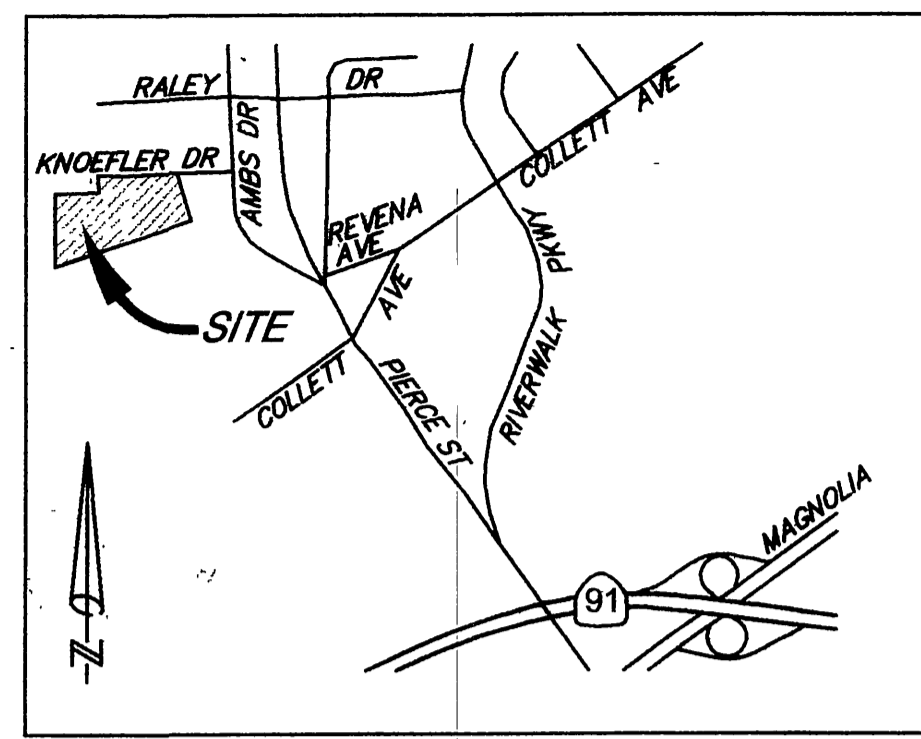 RALEY DR
KNOEFLER DR
AMBS DR
COLLETT AVE
REVENA
AVE
SITE
COLLETT AVE
PIERCE ST
RIVERWALK PKWY
MAGNOLIA
91
N